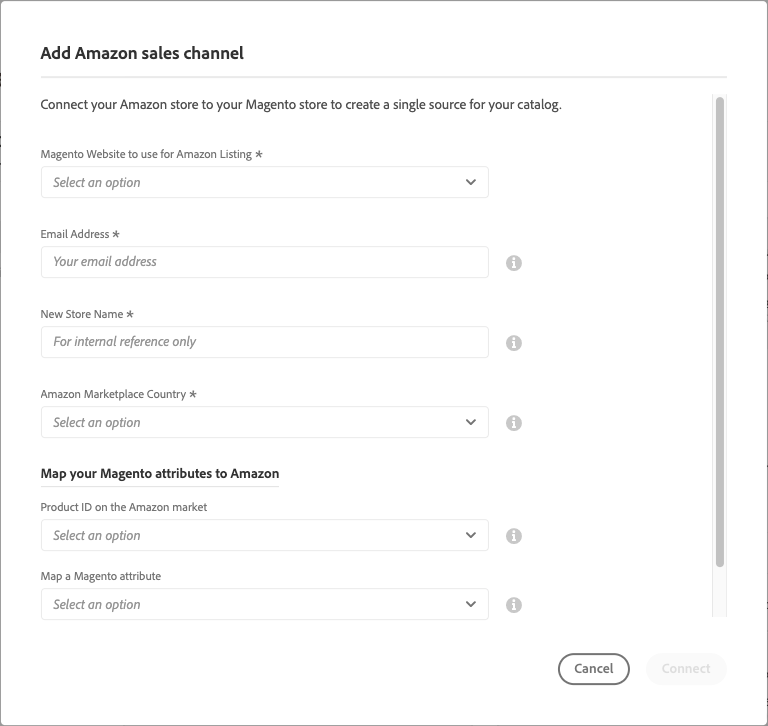 Add Amazon sales channel
Connect your Amazon store to your Magento store to create a single source for your catalog.
Magento Website to use for Amazon Listing *
Select an option
Email Address *
Your email address
New Store Name *
For internal reference only
Amazon Marketplace Country *
Select an option
Map your Magento attributes to Amazon
Product ID on the Amazon market
Select an option
Map a Magento attribute
Select an option
Cancel
Connect